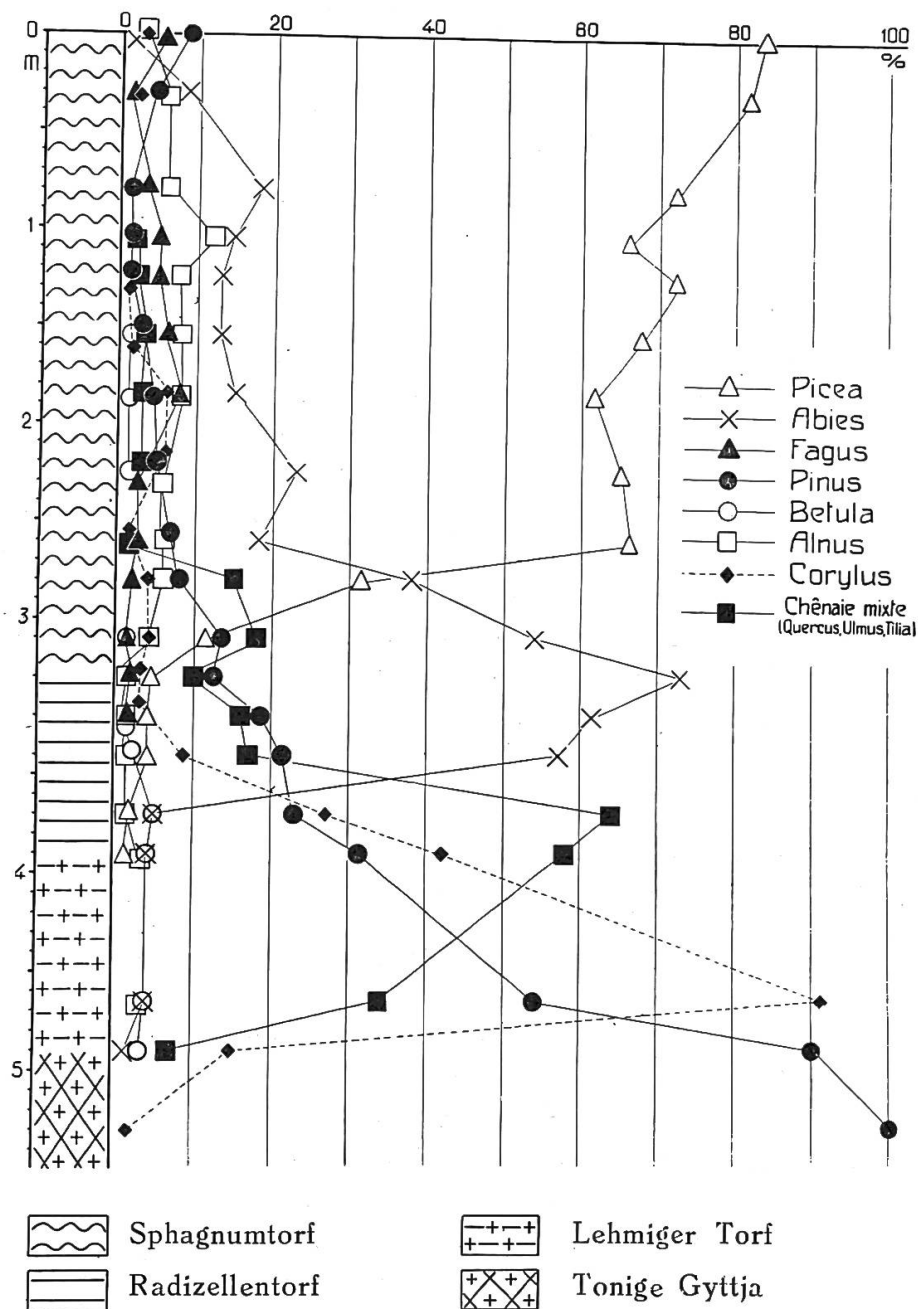 0 20 40 60 80 100
%
0
m
1
2
3
4
5
Picea
Abies
Fagus
Pinus
Betula
Alnus
Corylus
Chênaie mixte
(Quercus,Ulmus,Tilia)
Sphagnumtorf
Lehmiger Torf
Radizellentorf
Tonige Gyttja